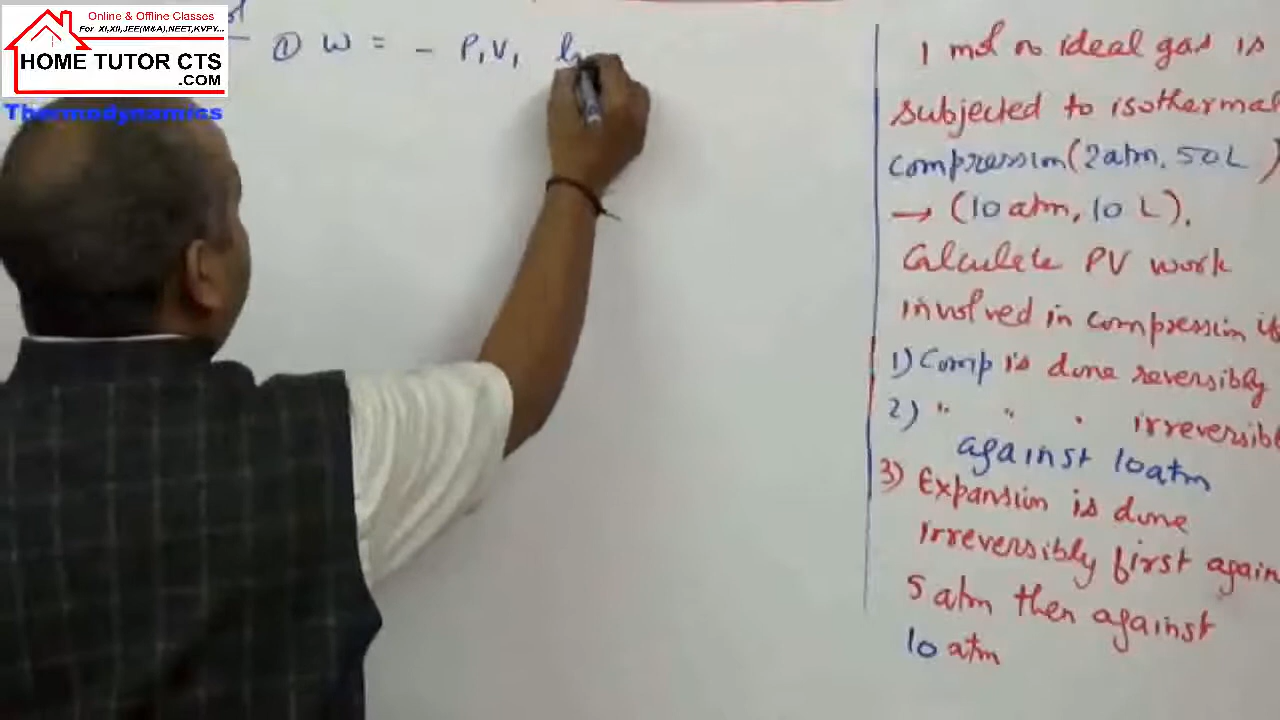 Online & Offline Classes
For XI,XII,JEE(M&A),NEET,KVPY...
HOME TUTOR CTS
.COM
Thermodynamics
① W = - P₁V₁
1 mol n ideal gas is
subjected to isothermal
compression (2atm, 50L )
→ (10 atm, 10 L).
Calculate PV work
involved in compression if
1) Comp is done reversibly
2) " " " irreversibl
against 10atm
3) Expansion is done
irreversibly first again
5 atm then against
10 atm